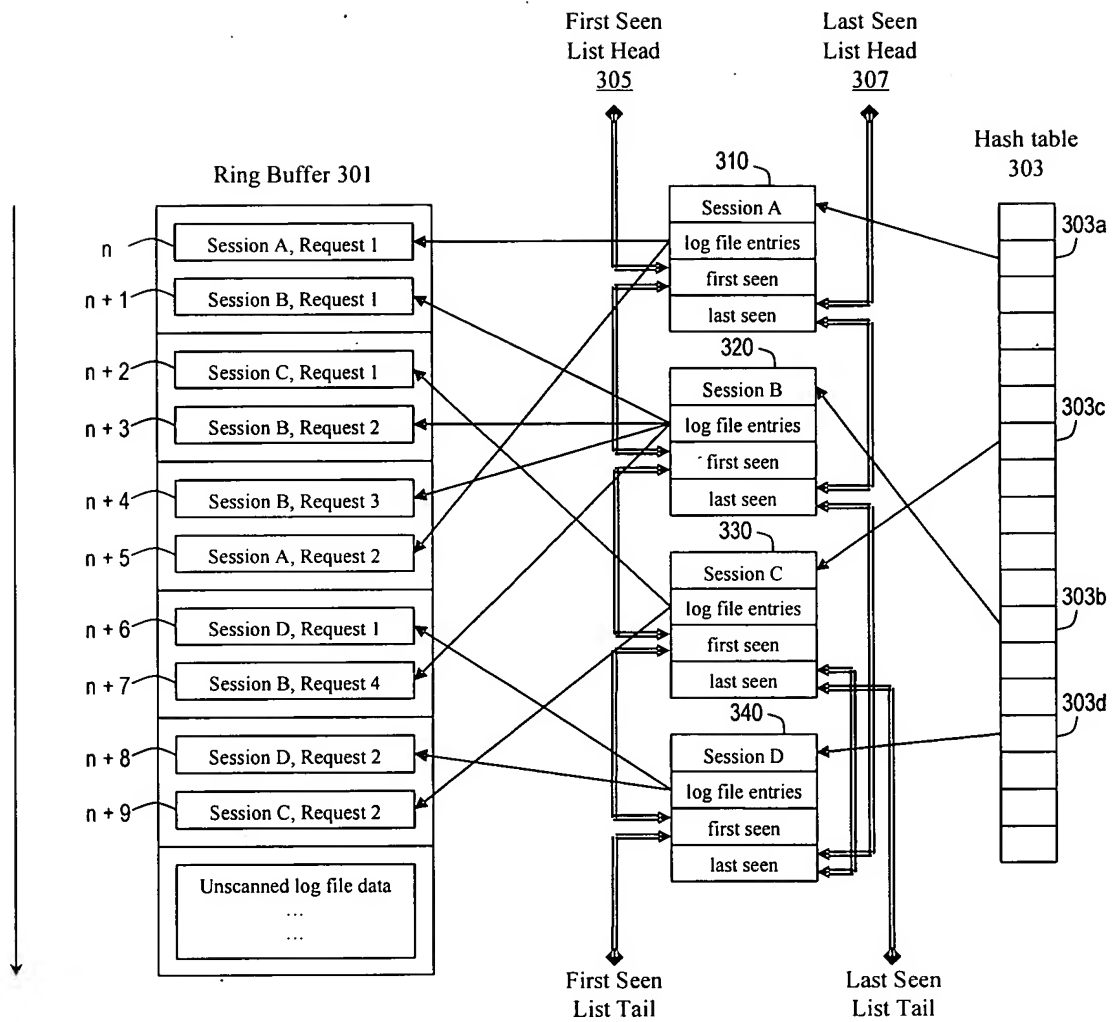 First Seen
List Head
305
Last Seen
List Head
307
Hash table
303
Ring Buffer 301
n
Session A, Request 1
n + 1
Session B, Request 1
n + 2
Session C, Request 1
n + 3
Session B, Request 2
n + 4
Session B, Request 3
n + 5
Session A, Request 2
n + 6
Session D, Request 1
n + 7
Session B, Request 4
n + 8
Session D, Request 2
n + 9
Session C, Request 2
Unscanned log file data
...
...
310
Session A
log file entries
first seen
last seen
320
Session B
log file entries
first seen
last seen
330
Session C
log file entries
first seen
last seen
340
Session D
log file entries
first seen
last seen
303a
303c
303b
303d
First Seen
List Tail
Last Seen
List Tail